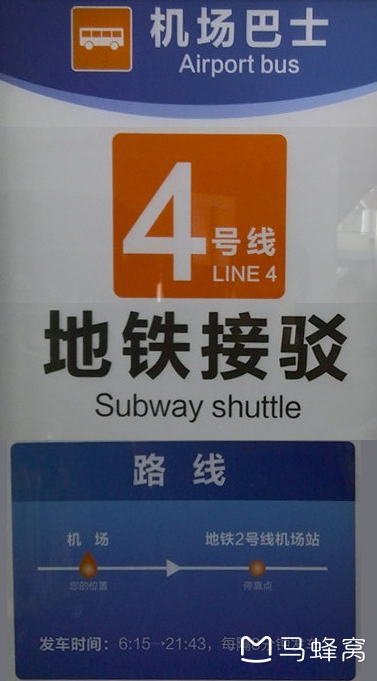 机场巴士
Airport bus
4号线
LINE 4
地铁接驳
Subway shuttle
路线
机场
地铁2号线机场站
您的位置
停靠点
发车时间：6:15→21:43，每隔
马蜂窝